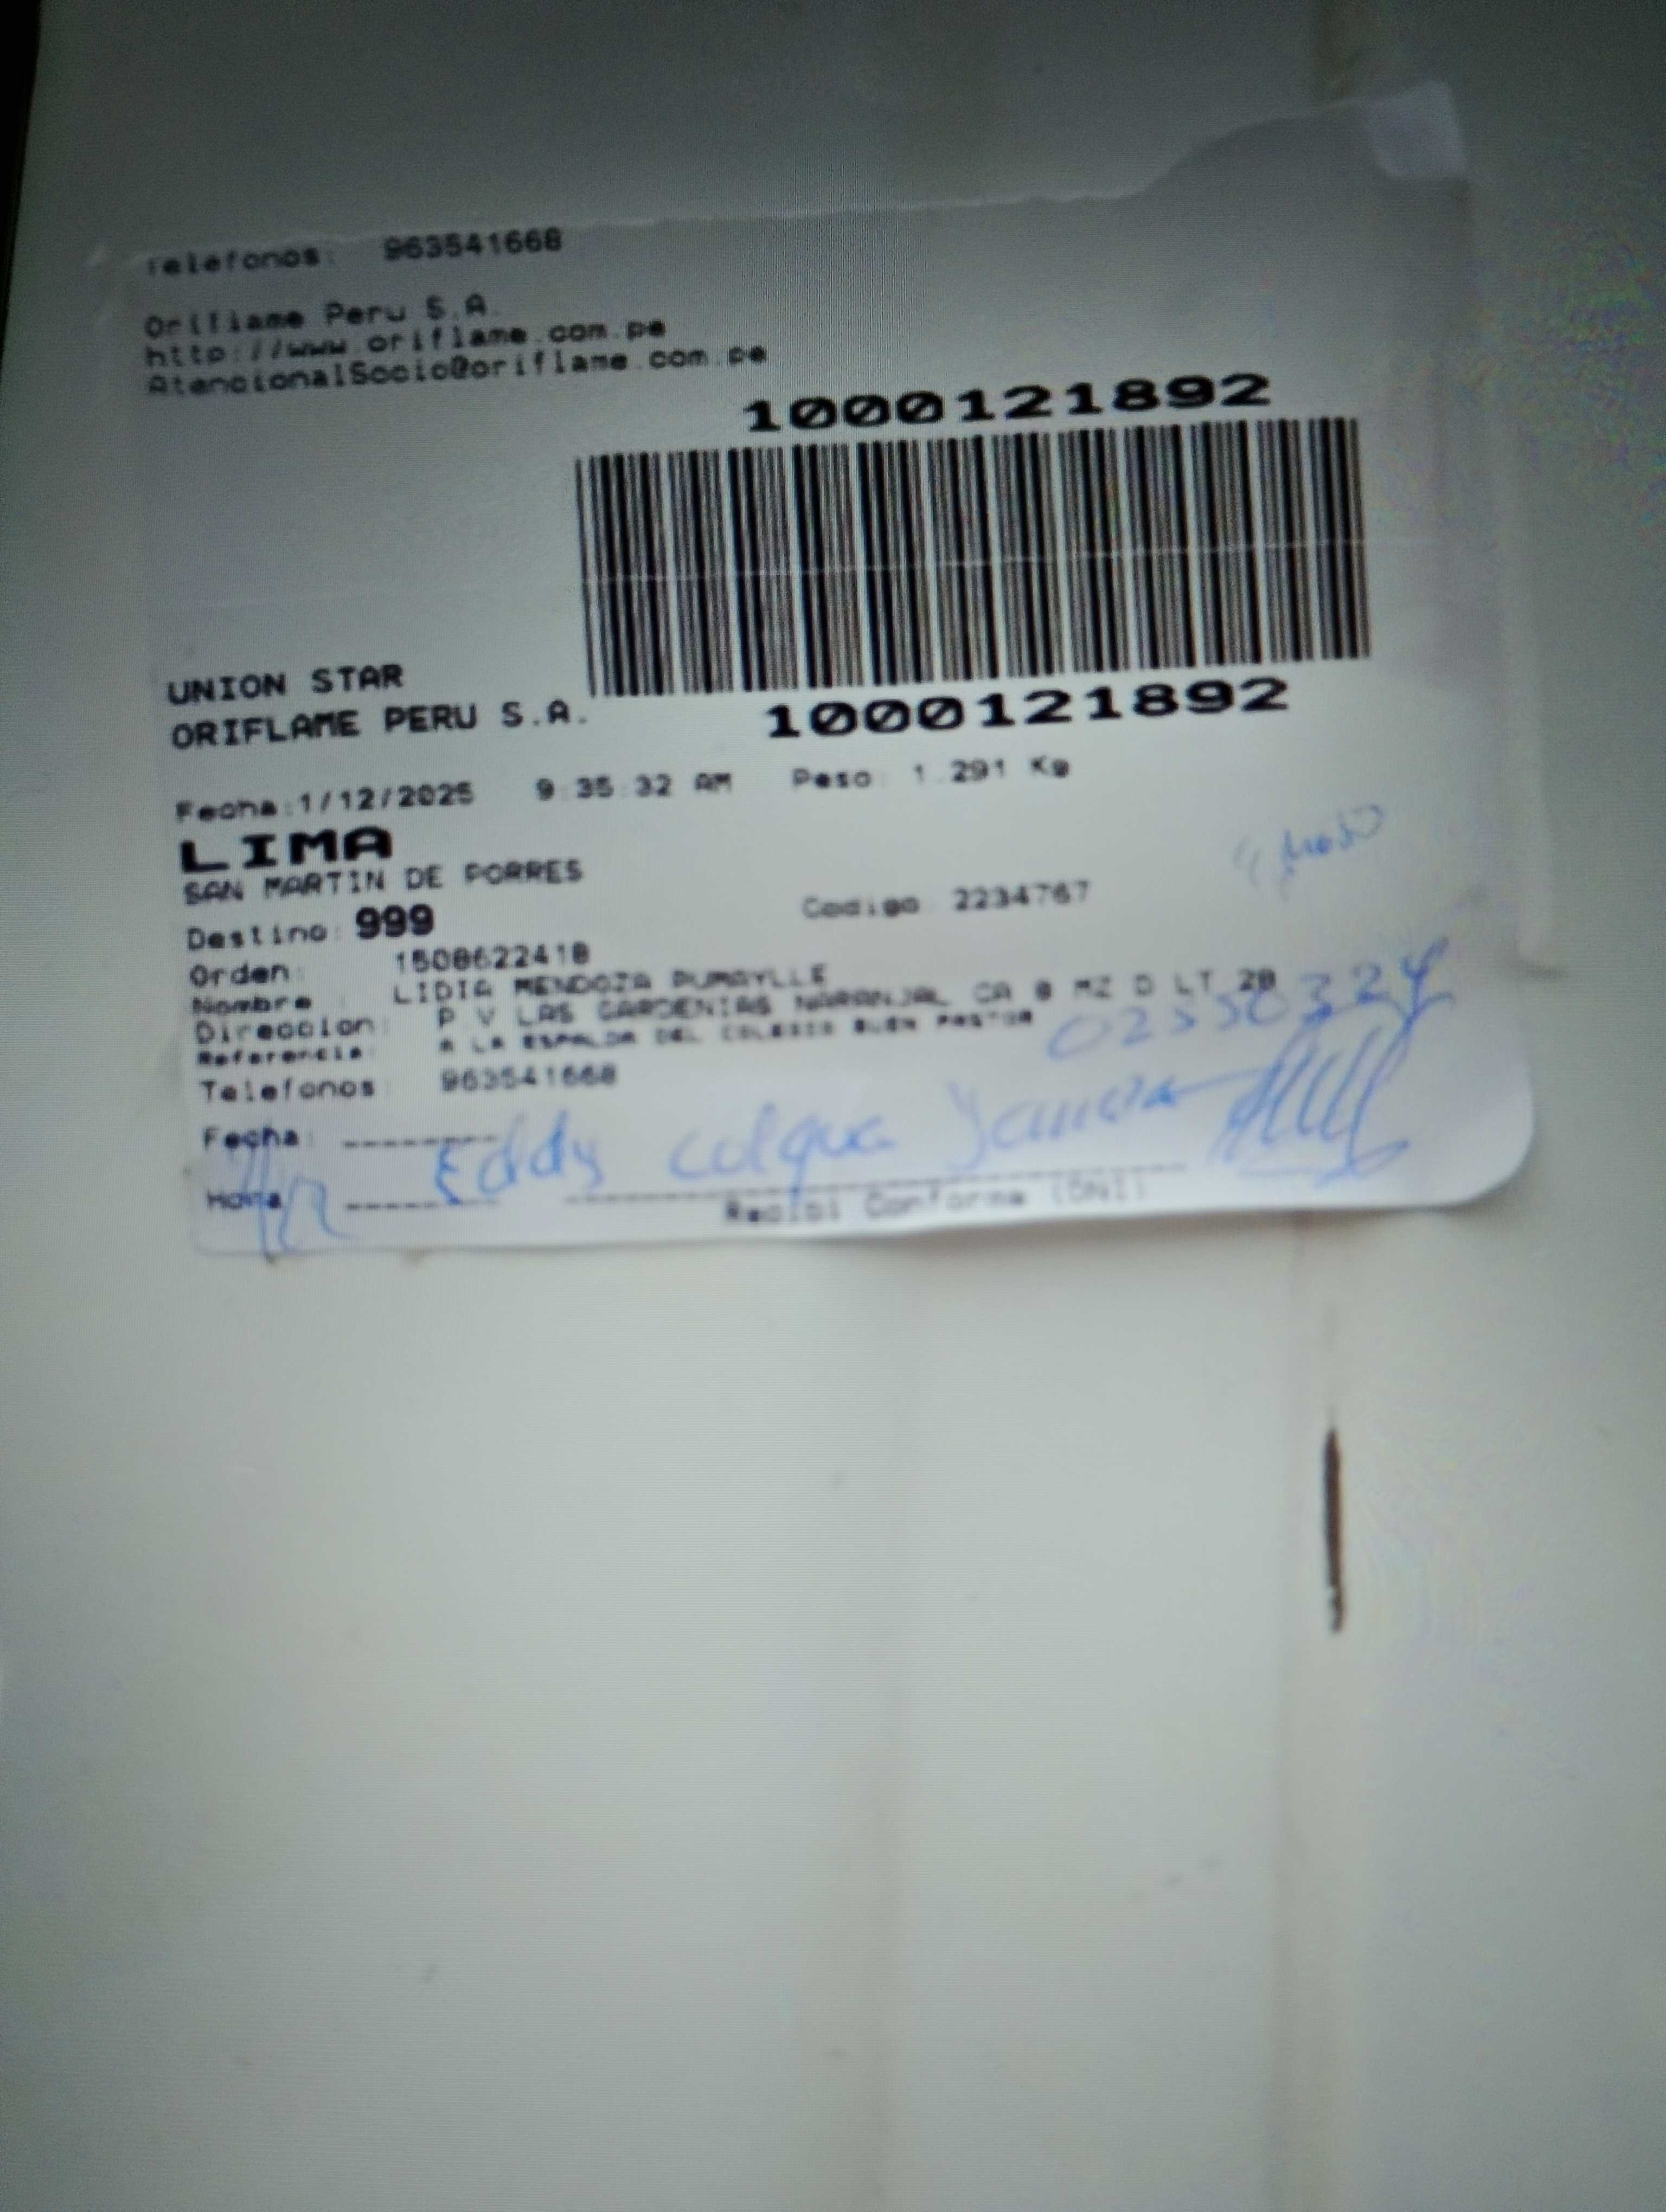 Telefonos: 963541668
Oriflame Peru S.A.
http://www.oriflame.com.pe
AtencionalSocio@oriflame.com.pe
1000121892
UNION STAR
ORIFLAME PERU S.A.
1000121892
Fecha:1/12/2025 9:35:32 AM Peso: 1.291 Kg
LIMA
SAN MARTIN DE PORRES
Destino: 999 Codigo: 2234767
Orden: 1508622410
Nombre : LIDIA MENDOZA PUMAYLLE
Direccion: P V LAS GARDENIAS NARANJAL CA 8 MZ D LT 20
Referencia: A LA ESPALDA DEL COLEGIO BUEN PASTOR
Telefonos: 963541668
Fecha: Eddy Colque
Hora
Recibi Conforme (DNI)